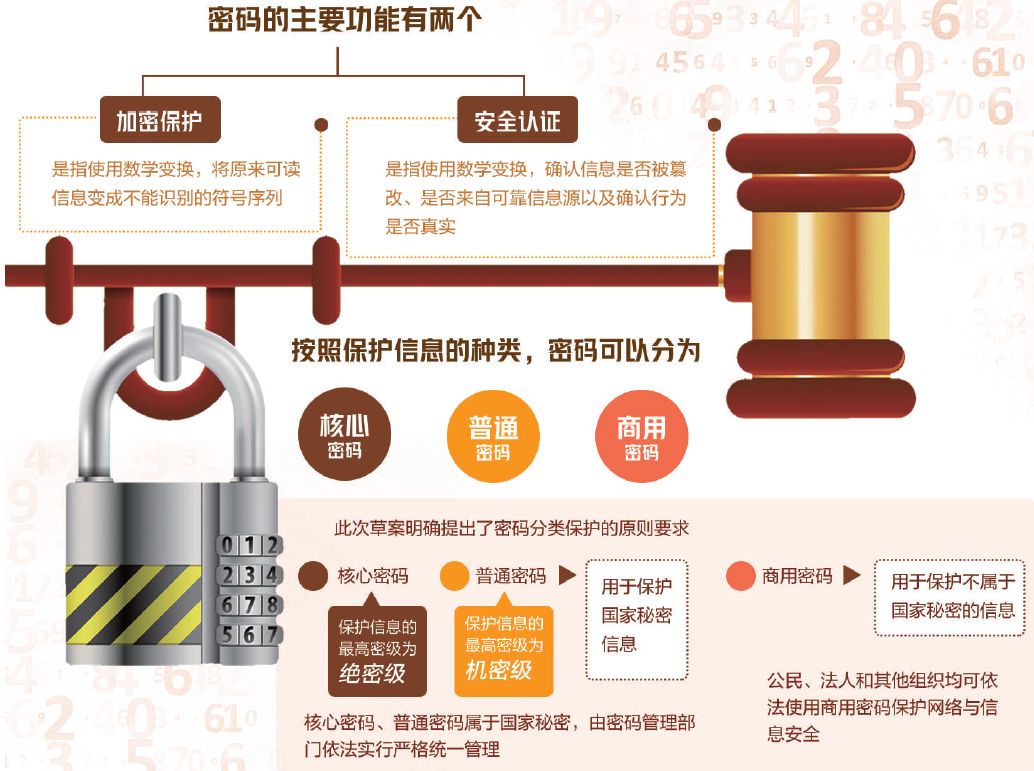 密码的主要功能有两个
加密保护
是指使用数学变换，将原来可读
信息变成不能识别的符号序列
安全认证
是指使用数学变换，确认信息是否被篡
改、是否来自可靠信息源以及确认行为
是否真实
按照保护信息的种类，密码可以分为
核心
密码
普通
密码
商用
密码
0 1 2
2 3 4
6 7 8
5 6 7
此次草案明确提出了密码分类保护的原则要求
核心密码
保护信息的
最高密级为
绝密级
普通密码
保护信息的
最高密级为
机密级
用于保护
国家秘密
信息
核心密码、普通密码属于国家秘密，由密码管理部
门依法实行严格统一管理
商用密码
用于保护不属于
国家秘密的信息
公民、法人和其他组织均可依
法使用商用密码保护网络与信
息安全